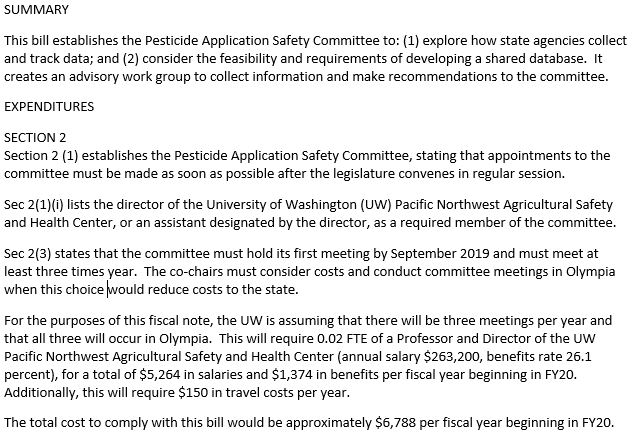 SUMMARY
This bill establishes the Pesticide Application Safety Committee to: (1) explore how state agencies collect
and track data; and (2) consider the feasibility and requirements of developing a shared database.  It
creates an advisory work group to collect information and make recommendations to the committee.
EXPENDITURES
SECTION 2
Section 2 (1) establishes the Pesticide Application Safety Committee, stating that appointments to the
committee must be made as soon as possible after the legislature convenes in regular session.
Sec 2(1)(i) lists the director of the University of Washington (UW) Pacific Northwest Agricultural Safety
and Health Center, or an assistant designated by the director, as a required member of the committee.
Sec 2(3) states that the committee must hold its first meeting by September 2019 and must meet at
least three times year.  The co-chairs must consider costs and conduct committee meetings in Olympia
when this choice would reduce costs to the state.
For the purposes of this fiscal note, the UW is assuming that there will be three meetings per year and
that all three will occur in Olympia.  This will require 0.02 FTE of a Professor and Director of the UW
Pacific Northwest Agricultural Safety and Health Center (annual salary $263,200, benefits rate 26.1
percent), for a total of $5,264 in salaries and $1,374 in benefits per fiscal year beginning in FY20.
Additionally, this will require $150 in travel costs per year.
The total cost to comply with this bill would be approximately $6,788 per fiscal year beginning in FY20.